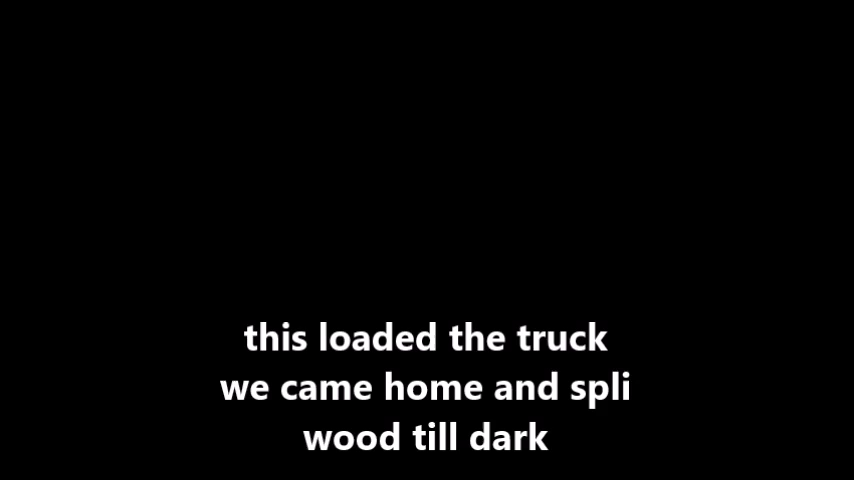 this loaded the truck
we came home and spli
wood till dark